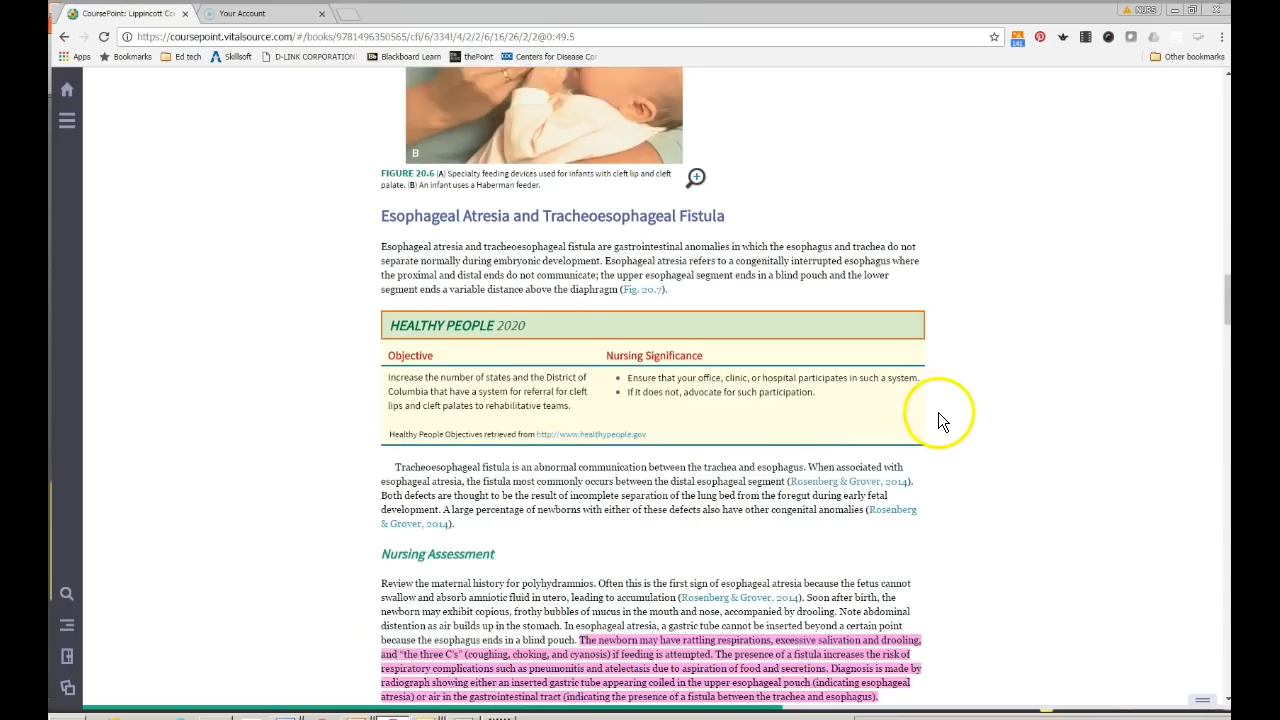 CoursePoint: Lippincott Co
Your Account
NURS
https://coursepoint.vitalsource.com/#/books/9781496350565/cfi/6/334!/4/2/2/6/16/26/2/2@0:49.5
Apps
Bookmarks
Ed tech
Skillsoft
D-LINK CORPORATION
Blackboard Learn
thePoint
Centers for Disease Cor
Other bookmarks
141
B
FIGURE 20.6 (A) Specialty feeding devices used for infants with cleft lip and cleft
palate. (B) An infant uses a Haberman feeder.
Esophageal Atresia and Tracheoesophageal Fistula
Esophageal atresia and tracheoesophageal fistula are gastrointestinal anomalies in which the esophagus and trachea do not
separate normally during embryonic development. Esophageal atresia refers to a congenitally interrupted esophagus where
the proximal and distal ends do not communicate; the upper esophageal segment ends in a blind pouch and the lower
segment ends a variable distance above the diaphragm (Fig. 20.7).
HEALTHY PEOPLE 2020
Objective
Nursing Significance
Increase the number of states and the District of
Columbia that have a system for referral for cleft
lips and cleft palates to rehabilitative teams.
• Ensure that your office, clinic, or hospital participates in such a system.
• If it does not, advocate for such participation.
Healthy People Objectives retrieved from http://www.healthypeople.gov
Tracheoesophageal fistula is an abnormal communication between the trachea and esophagus. When associated with
esophageal atresia, the fistula most commonly occurs between the distal esophageal segment (Rosenberg & Grover, 2014).
Both defects are thought to be the result of incomplete separation of the lung bed from the foregut during early fetal
development. A large percentage of newborns with either of these defects also have other congenital anomalies (Rosenberg
& Grover, 2014).
Nursing Assessment
Review the maternal history for polyhydramnios. Often this is the first sign of esophageal atresia because the fetus cannot
swallow and absorb amniotic fluid in utero, leading to accumulation (Rosenberg & Grover, 2014). Soon after birth, the
newborn may exhibit copious, frothy bubbles of mucus in the mouth and nose, accompanied by drooling. Note abdominal
distention as air builds up in the stomach. In esophageal atresia, a gastric tube cannot be inserted beyond a certain point
because the esophagus ends in a blind pouch. The newborn may have rattling respirations, excessive salivation and drooling,
and “the three C’s” (coughing, choking, and cyanosis) if feeding is attempted. The presence of a fistula increases the risk of
respiratory complications such as pneumonitis and atelectasis due to aspiration of food and secretions. Diagnosis is made by
radiograph showing either an inserted gastric tube appearing coiled in the upper esophageal pouch (indicating esophageal
atresia) or air in the gastrointestinal tract (indicating the presence of a fistula between the trachea and esophagus).